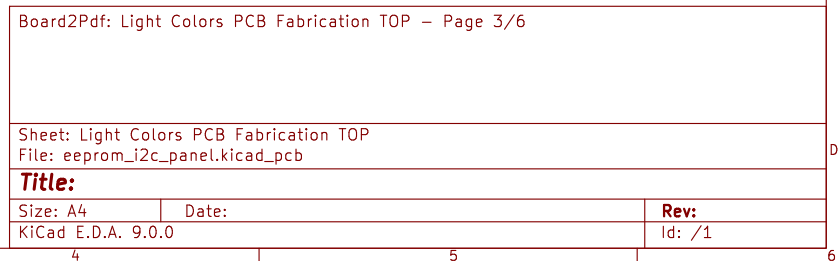 Board2Pdf: Light Colors PCB Fabrication TOP – Page 3/6
Sheet: Light Colors PCB Fabrication TOP
File: eeprom_i2c_panel.kicad_pcb
D
Title:
Size: A4 Date: Rev:
KiCad E.D.A. 9.0.0 Id: /1
4 5 6